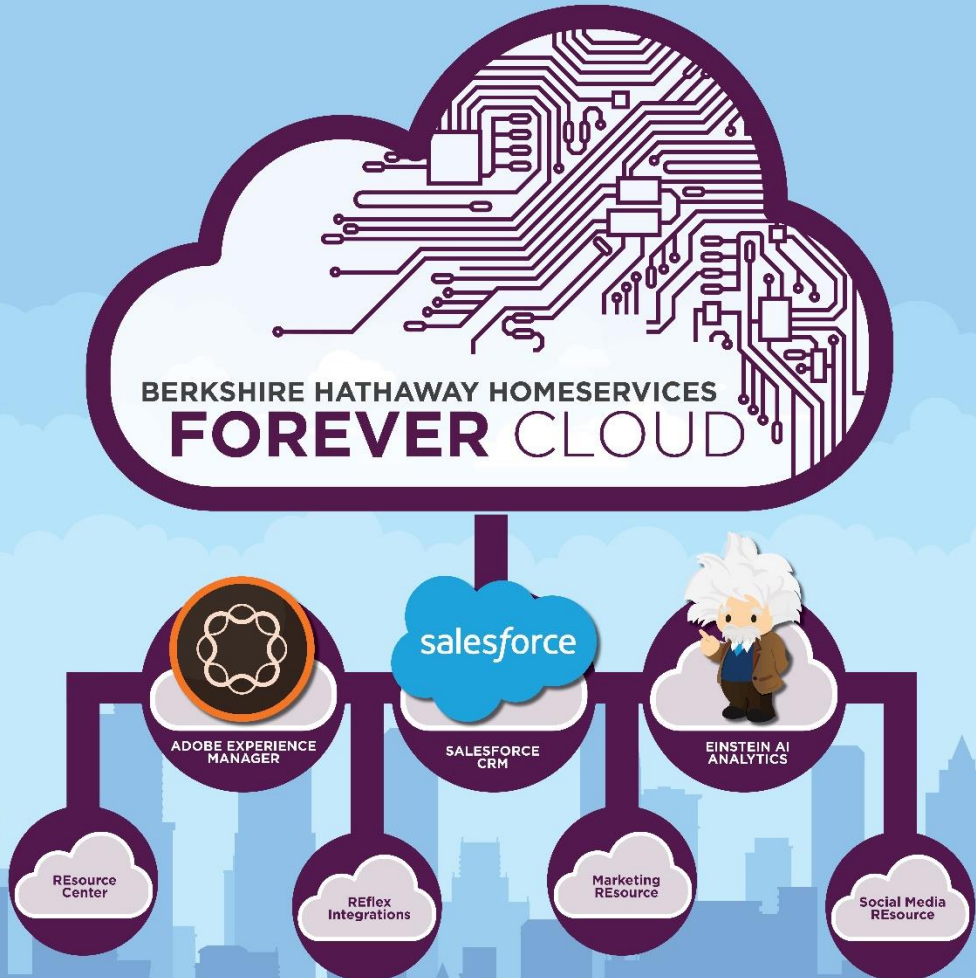 BERKSHIRE HATHAWAY HOMESERVICES
FOREVER CLOUD
salesforce
ADOBE EXPERIENCE
MANAGER
SALESFORCE
CRM
EINSTEIN AI
ANALYTICS
REsource
Center
REflex
Integrations
Marketing
REsource
Social Media
REsource